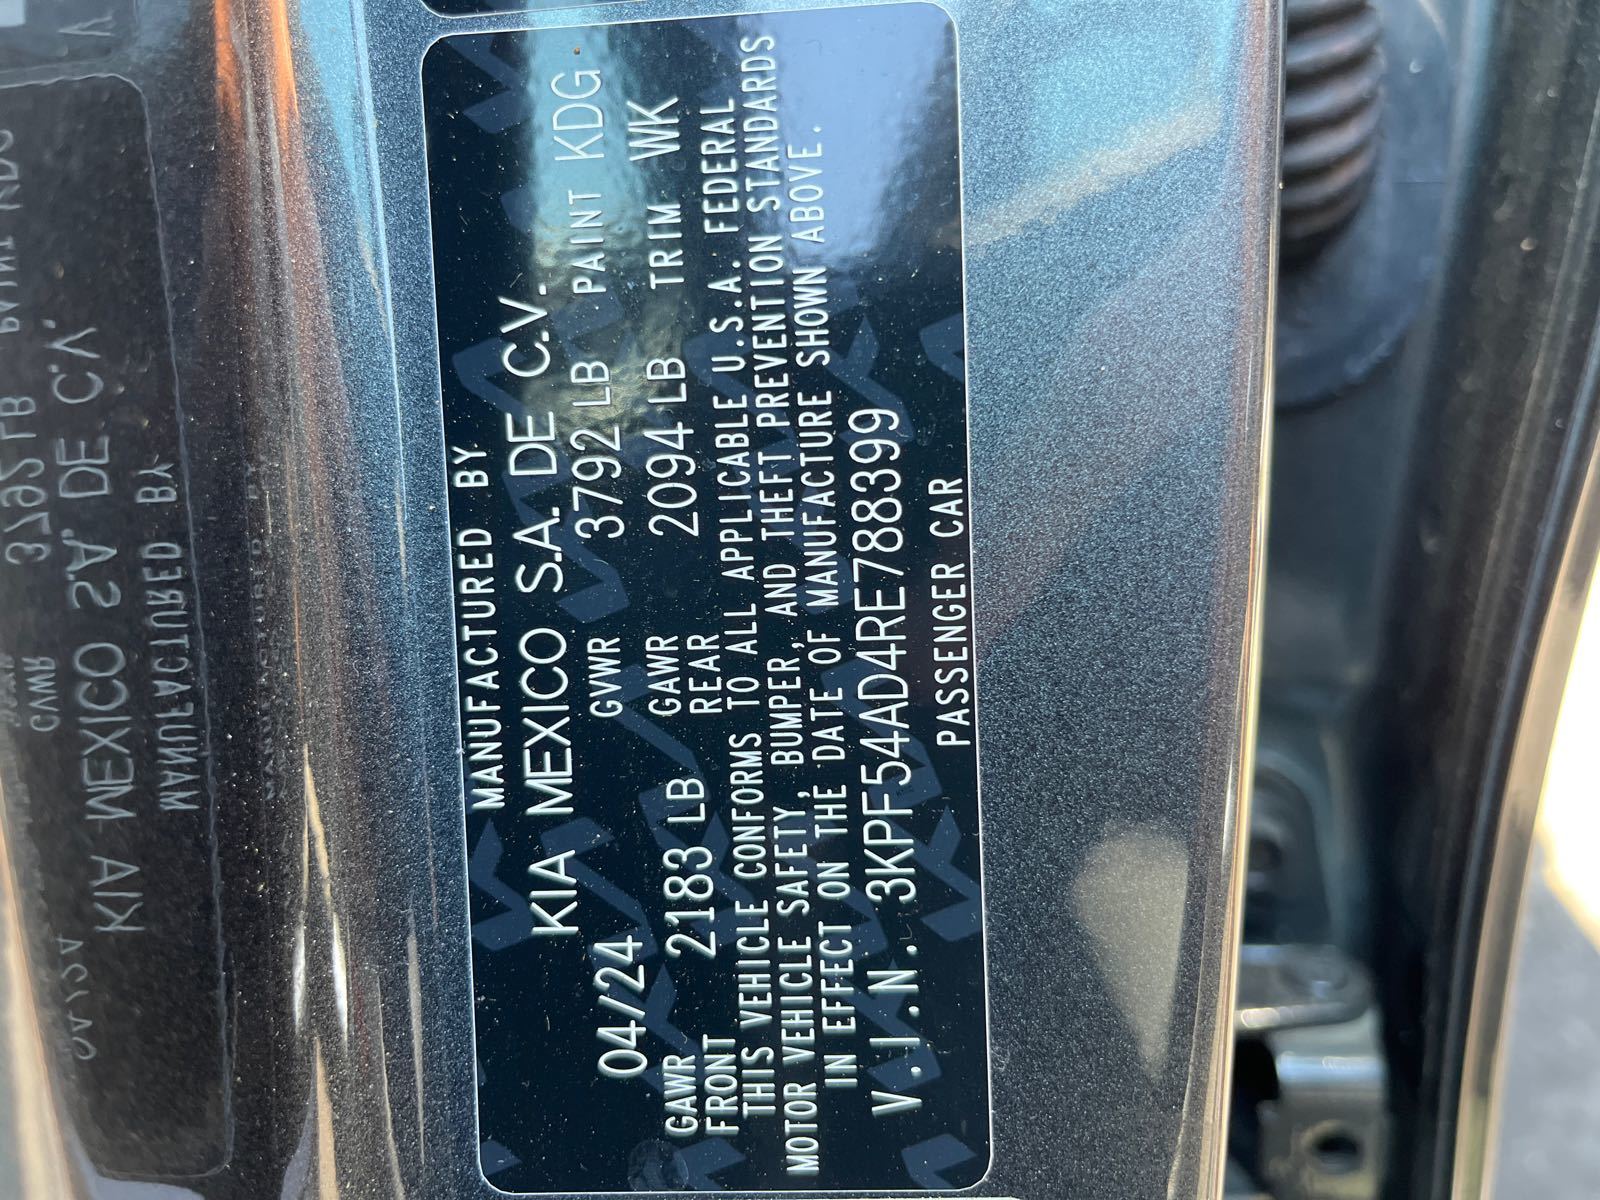 MANUFACTURED BY
KIA MEXICO S.A. DE C.V.
04/24 GVWR 3792 LB PAINT KDG
GAWR FRONT 2183 LB GAWR REAR 2094 LB TRIM WK
THIS VEHICLE CONFORMS TO ALL APPLICABLE U.S.A. FEDERAL
MOTOR VEHICLE SAFETY, BUMPER, AND THEFT PREVENTION STANDARDS
IN EFFECT ON THE DATE OF MANUFACTURE SHOWN ABOVE.
V.I.N. 3KPF54AD4RE788399
PASSENGER CAR